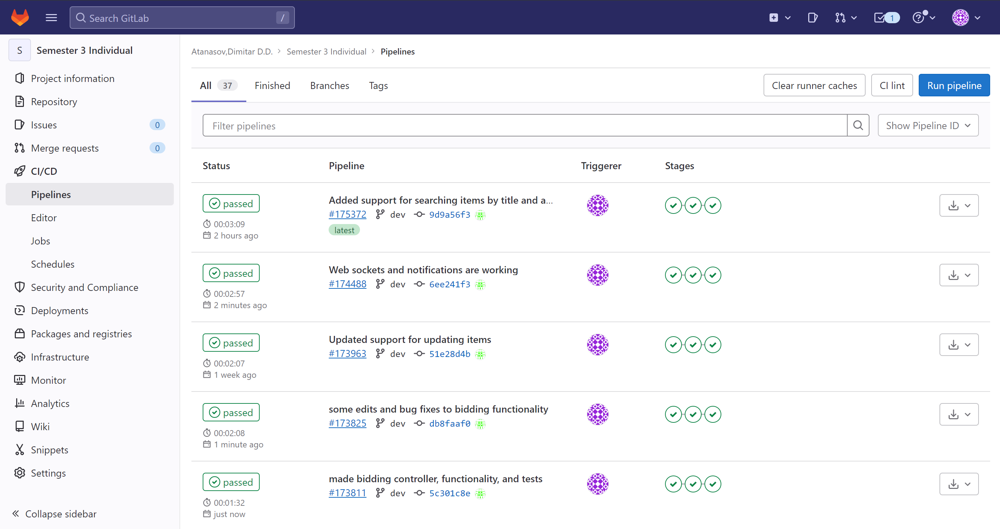 Search GitLab /
1
S Semester 3 Individual
Project information
Repository
Issues 0
Merge requests 0
CI/CD
Pipelines
Editor
Jobs
Schedules
Security and Compliance
Deployments
Packages and registries
Infrastructure
Monitor
Analytics
Wiki
Snippets
Settings
Collapse sidebar
Atanasov,Dimitar D.D. > Semester 3 Individual > Pipelines
All 37 Finished Branches Tags
Clear runner caches CI lint Run pipeline
Filter pipelines
Show Pipeline ID
Status Pipeline Triggerer Stages
passed
00:03:09
2 hours ago
Added support for searching items by title and a...
#175372 dev 9d9a56f3
latest
passed
00:02:57
2 minutes ago
Web sockets and notifications are working
#174488 dev 6ee241f3
passed
00:02:07
1 week ago
Updated support for updating items
#173963 dev 51e28d4b
passed
00:02:08
1 minute ago
some edits and bug fixes to bidding functionality
#173825 dev db8faaf0
passed
00:01:32
just now
made bidding controller, functionality, and tests
#173811 dev 5c301c8e